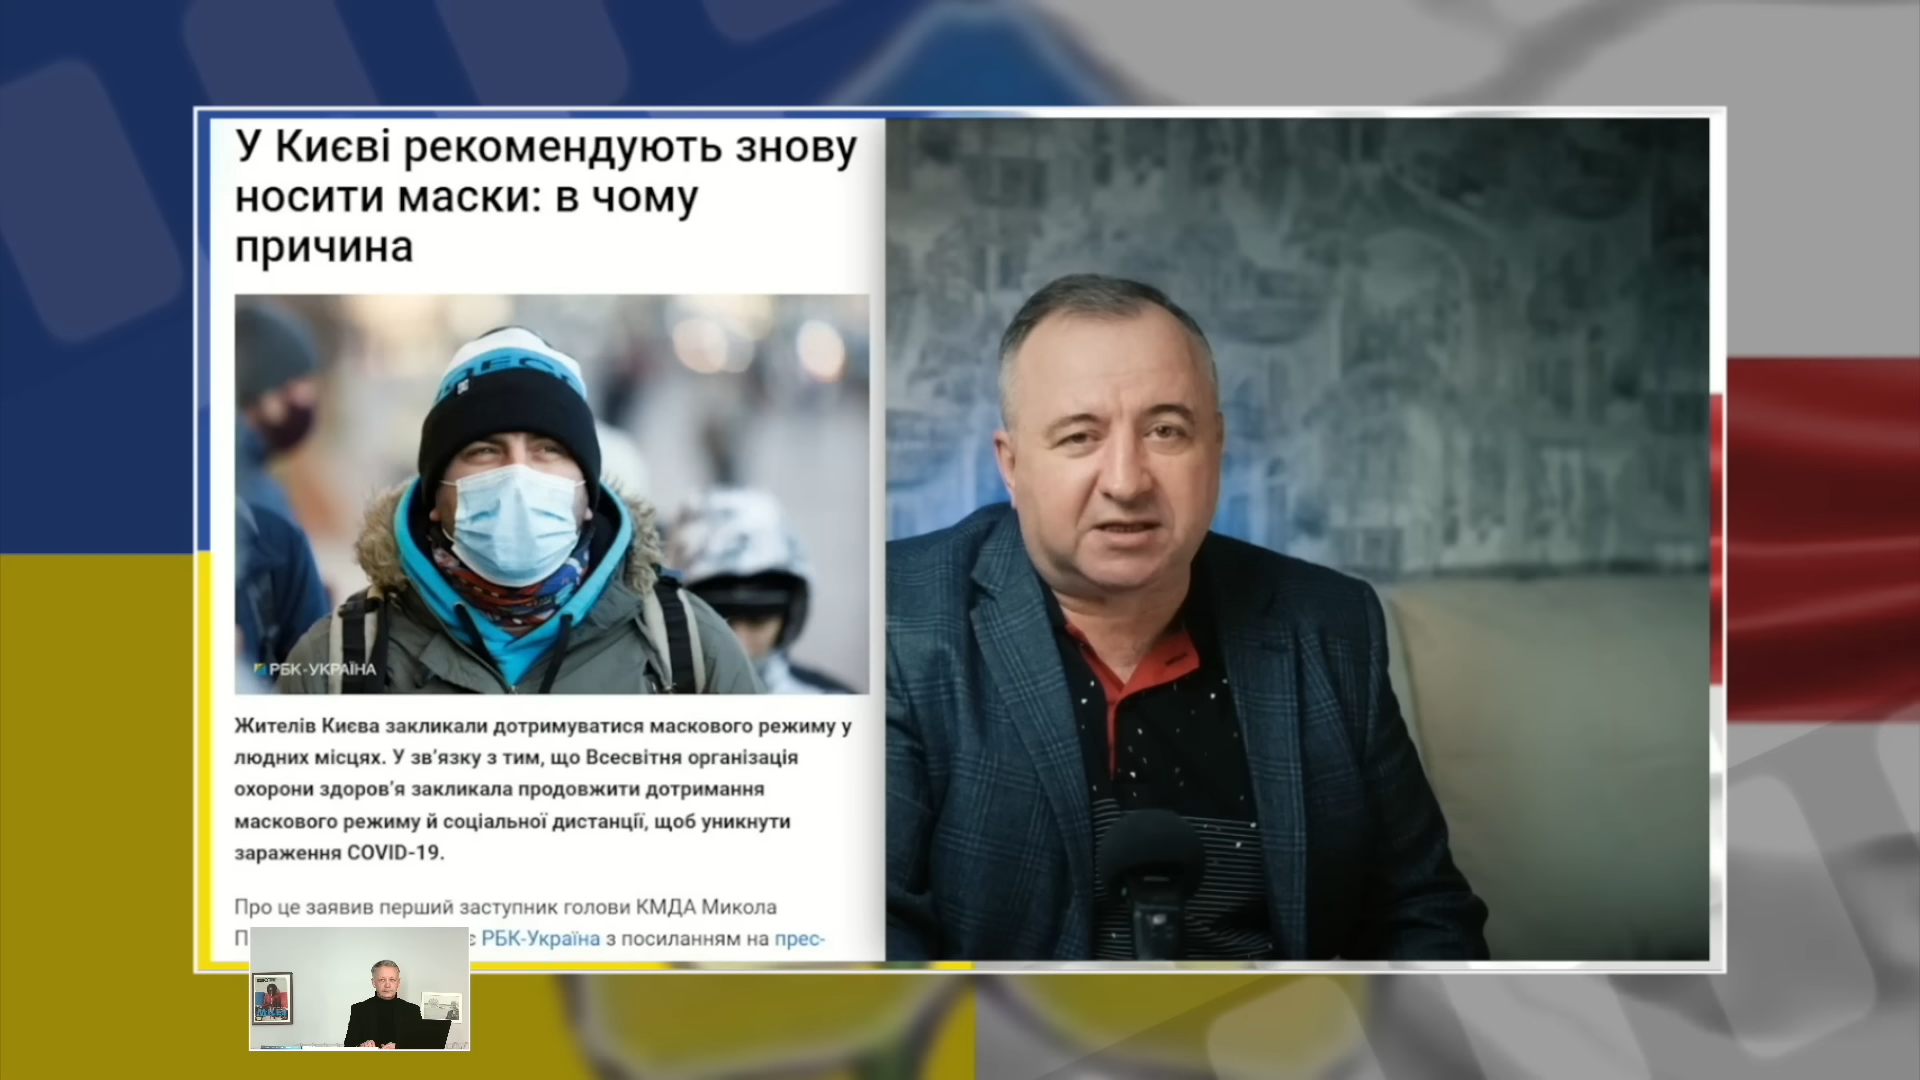 У Києві рекомендують знову
носити маски: в чому
причина
РБК-УКРАЇНА
Жителів Києва закликали дотримуватися маскового режиму у
людних місцях. У зв'язку з тим, що Всесвітня організація
охорони здоров'я закликала продовжити дотримання
маскового режиму й соціальної дистанції, щоб уникнути
зараження COVID-19.
Про це заявив перший заступник голови КМДА Микола
РБК-Україна з посиланням на прес-